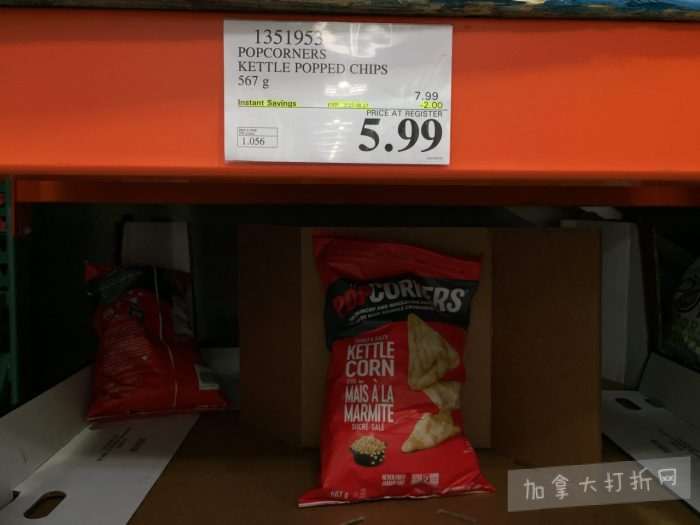 1351953
POPCORNERS
KETTLE POPPED CHIPS
567 g
7.99
Instant Savings
-2.00
PRICE AT REGISTER
5.99
1.056
POPCORNERS
KETTLE
CORN
MAÏS À LA
MARMITE
SUCRÉ-SALÉ
567 g
加拿大打折网